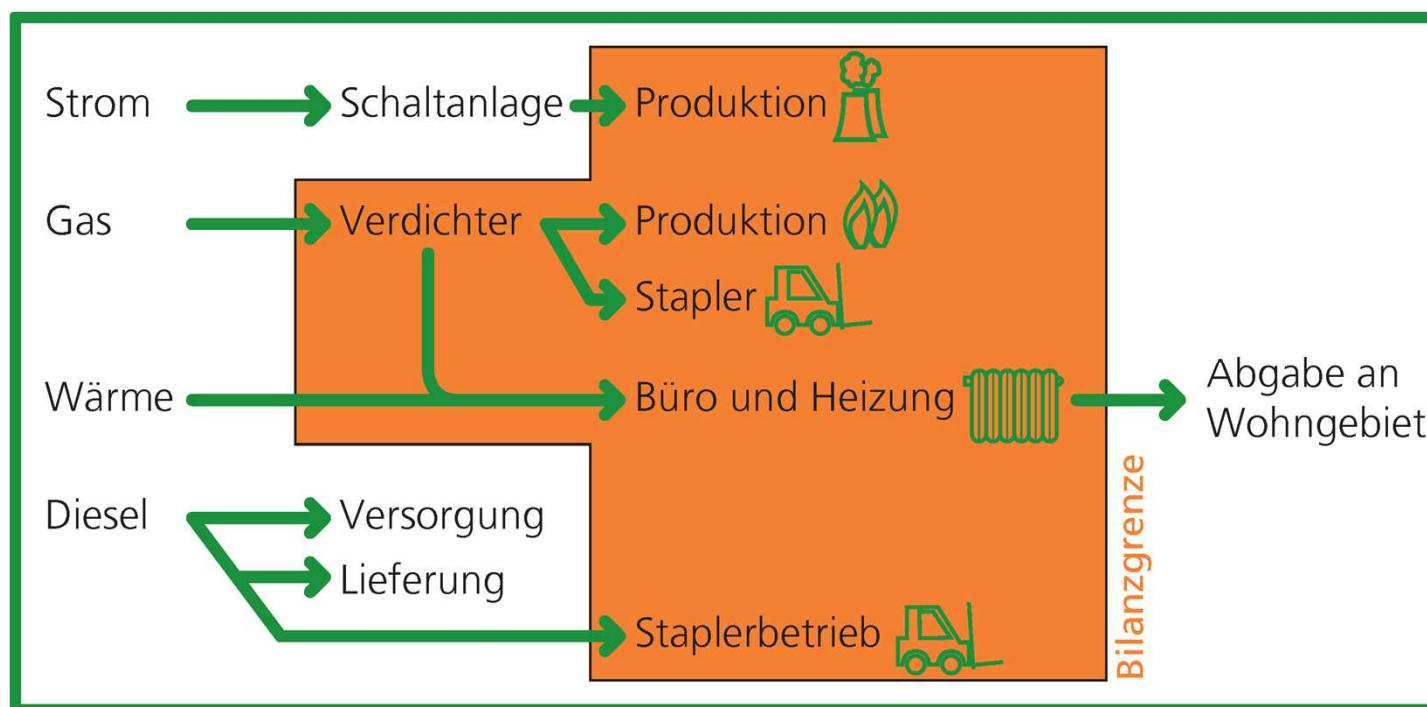 Strom
Schaltanlage
Produktion
Gas
Verdichter
Produktion
Stapler
Wärme
Büro und Heizung
Abgabe an
Wohngebiet
Diesel
Versorgung
Lieferung
Staplerbetrieb
Bilanzgrenze